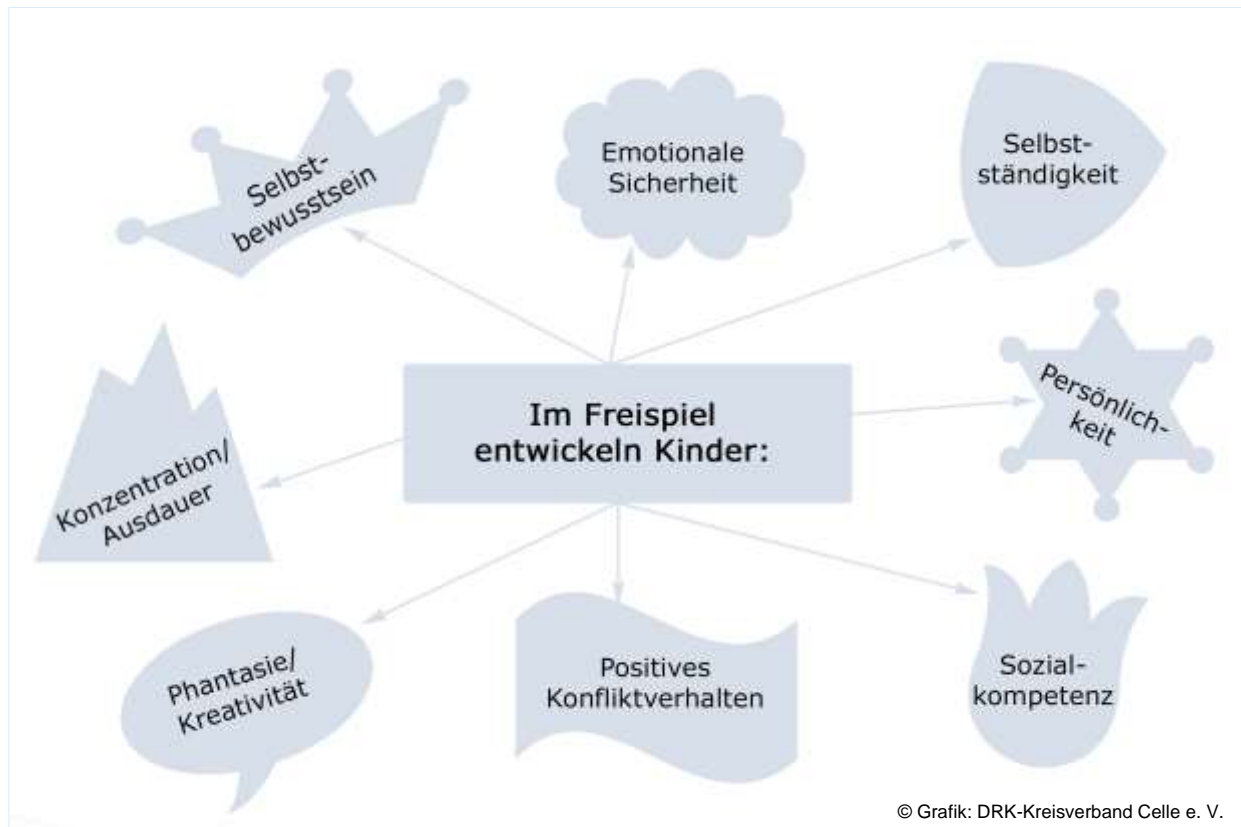 Im Freispiel
entwickeln Kinder:
Selbst-
bewusstsein
Emotionale
Sicherheit
Selbst-
ständigkeit
Persönlich-
keit
Sozial-
kompetenz
Positives
Konfliktverhalten
Phantasie/
Kreativität
Konzentration/
Ausdauer
© Grafik: DRK-Kreisverband Celle e. V.